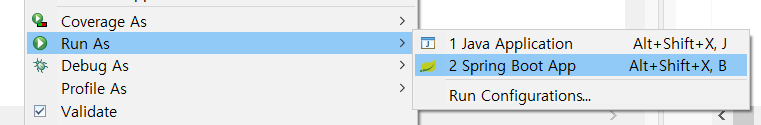 Coverage As
Run As
Debug As
Profile As
Validate
1 Java Application Alt+Shift+X, J
2 Spring Boot App Alt+Shift+X, B
Run Configurations...